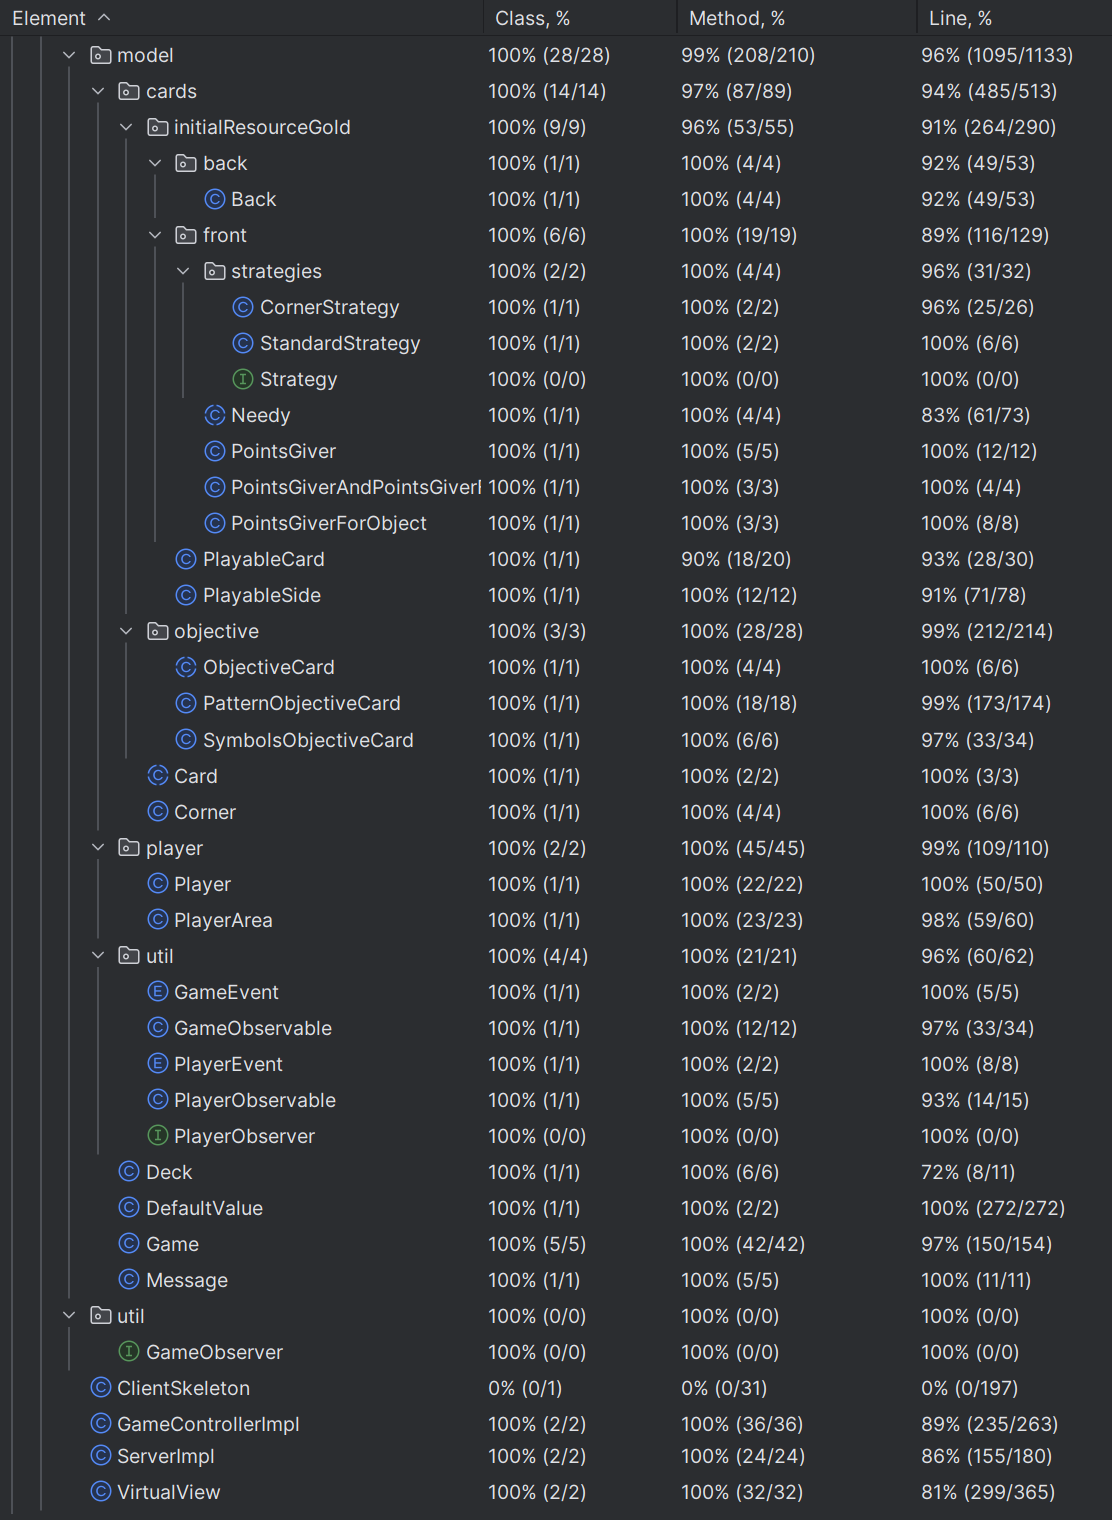 Element Class, % Method, % Line, %
model 100% (28/28) 99% (208/210) 96% (1095/1133)
cards 100% (14/14) 97% (87/89) 94% (485/513)
initialResourceGold 100% (9/9) 96% (53/55) 91% (264/290)
back 100% (1/1) 100% (4/4) 92% (49/53)
C Back 100% (1/1) 100% (4/4) 92% (49/53)
front 100% (6/6) 100% (19/19) 89% (116/129)
strategies 100% (2/2) 100% (4/4) 96% (31/32)
C CornerStrategy 100% (1/1) 100% (2/2) 96% (25/26)
C StandardStrategy 100% (1/1) 100% (2/2) 100% (6/6)
I Strategy 100% (0/0) 100% (0/0) 100% (0/0)
C Needy 100% (1/1) 100% (4/4) 83% (61/73)
C PointsGiver 100% (1/1) 100% (5/5) 100% (12/12)
C PointsGiverAndPointsGiver 100% (1/1) 100% (3/3) 100% (4/4)
C PointsGiverForObject 100% (1/1) 100% (3/3) 100% (8/8)
C PlayableCard 100% (1/1) 90% (18/20) 93% (28/30)
C PlayableSide 100% (1/1) 100% (12/12) 91% (71/78)
objective 100% (3/3) 100% (28/28) 99% (212/214)
C ObjectiveCard 100% (1/1) 100% (4/4) 100% (6/6)
C PatternObjectiveCard 100% (1/1) 100% (18/18) 99% (173/174)
C SymbolsObjectiveCard 100% (1/1) 100% (6/6) 97% (33/34)
C Card 100% (1/1) 100% (2/2) 100% (3/3)
C Corner 100% (1/1) 100% (4/4) 100% (6/6)
player 100% (2/2) 100% (45/45) 99% (109/110)
C Player 100% (1/1) 100% (22/22) 100% (50/50)
C PlayerArea 100% (1/1) 100% (23/23) 98% (59/60)
util 100% (4/4) 100% (21/21) 96% (60/62)
E GameEvent 100% (1/1) 100% (2/2) 100% (5/5)
C GameObservable 100% (1/1) 100% (12/12) 97% (33/34)
E PlayerEvent 100% (1/1) 100% (2/2) 100% (8/8)
C PlayerObservable 100% (1/1) 100% (5/5) 93% (14/15)
I PlayerObserver 100% (0/0) 100% (0/0) 100% (0/0)
C Deck 100% (1/1) 100% (6/6) 72% (8/11)
C DefaultValue 100% (1/1) 100% (2/2) 100% (272/272)
C Game 100% (5/5) 100% (42/42) 97% (150/154)
C Message 100% (1/1) 100% (5/5) 100% (11/11)
util 100% (0/0) 100% (0/0) 100% (0/0)
I GameObserver 100% (0/0) 100% (0/0) 100% (0/0)
C ClientSkeleton 0% (0/1) 0% (0/31) 0% (0/197)
C GameControllerImpl 100% (2/2) 100% (36/36) 89% (235/263)
C ServerImpl 100% (2/2) 100% (24/24) 86% (155/180)
C VirtualView 100% (2/2) 100% (32/32) 81% (299/365)